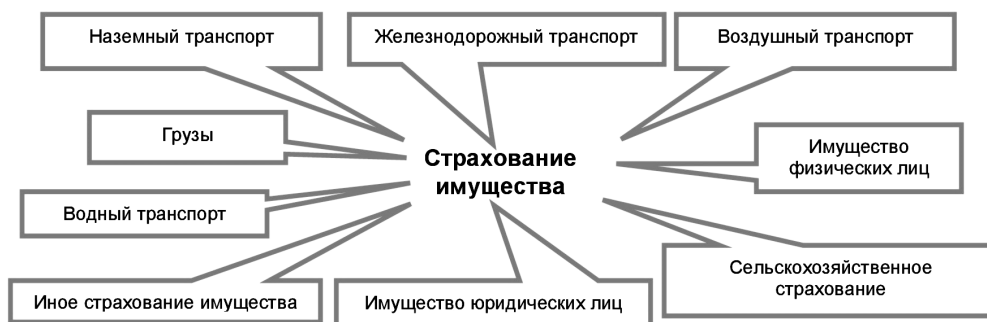 Наземный транспорт
Железнодорожный транспорт
Воздушный транспорт
Грузы
Страхование
имущества
Имущество
физических лиц
Водный транспорт
Сельскохозяйственное
страхование
Иное страхование имущества
Имущество юридических лиц